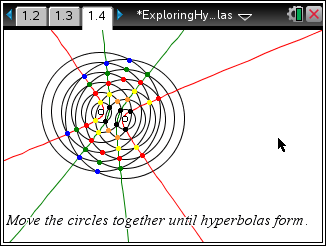 1.2 1.3 1.4 *ExploringHy...las
Move the circles together until hyperbolas form.